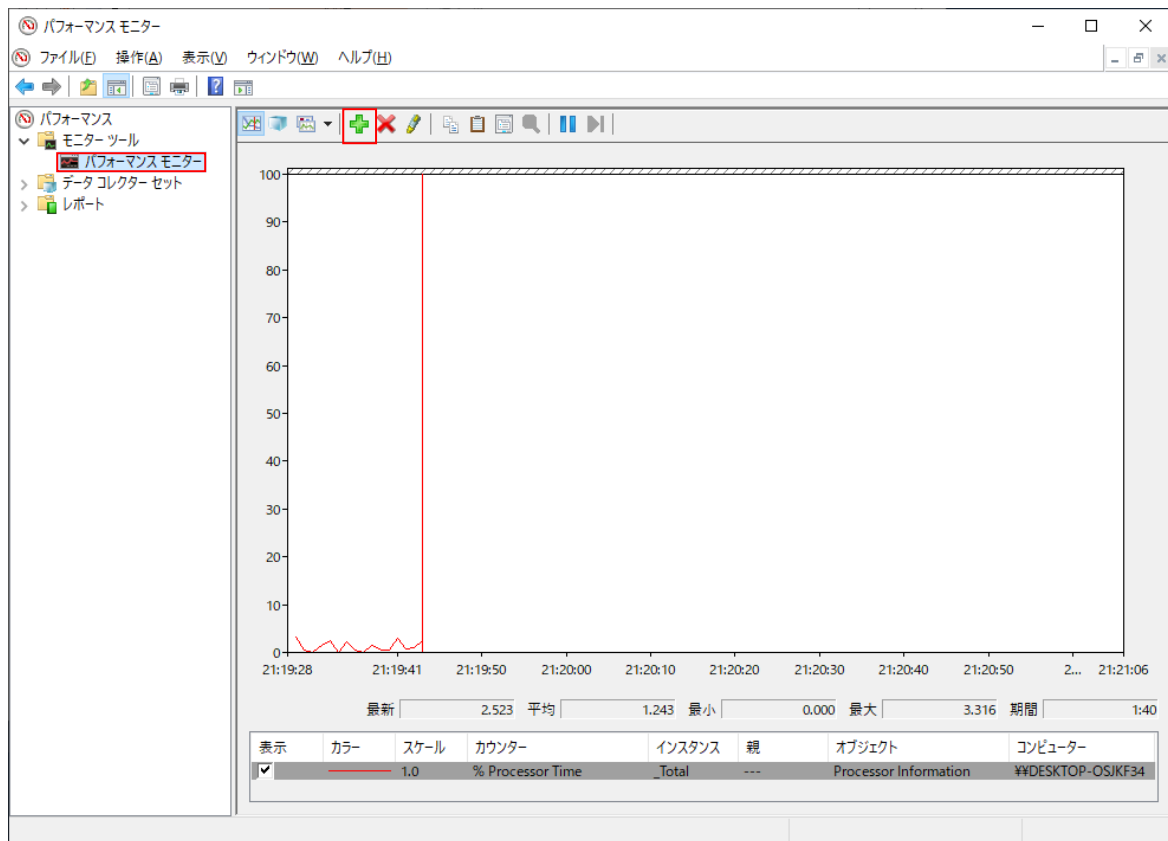 パフォーマンス モニター
ファイル(F) 操作(A) 表示(V) ウィンドウ(W) ヘルプ(H)
パフォーマンス
モニター ツール
パフォーマンス モニター
データ コレクター セット
レポート
100
90
80
70
60
50
40
30
20
10
0
21:19:28 21:19:41 21:19:50 21:20:00 21:20:10 21:20:20 21:20:30 21:20:40 21:20:50 2... 21:21:06
最新 2.523 平均 1.243 最小 0.000 最大 3.316 期間 1:40
表示 カラー スケール カウンター インスタンス 親 オブジェクト コンピューター
1.0 % Processor Time _Total --- Processor Information ¥¥DESKTOP-OSJKF34